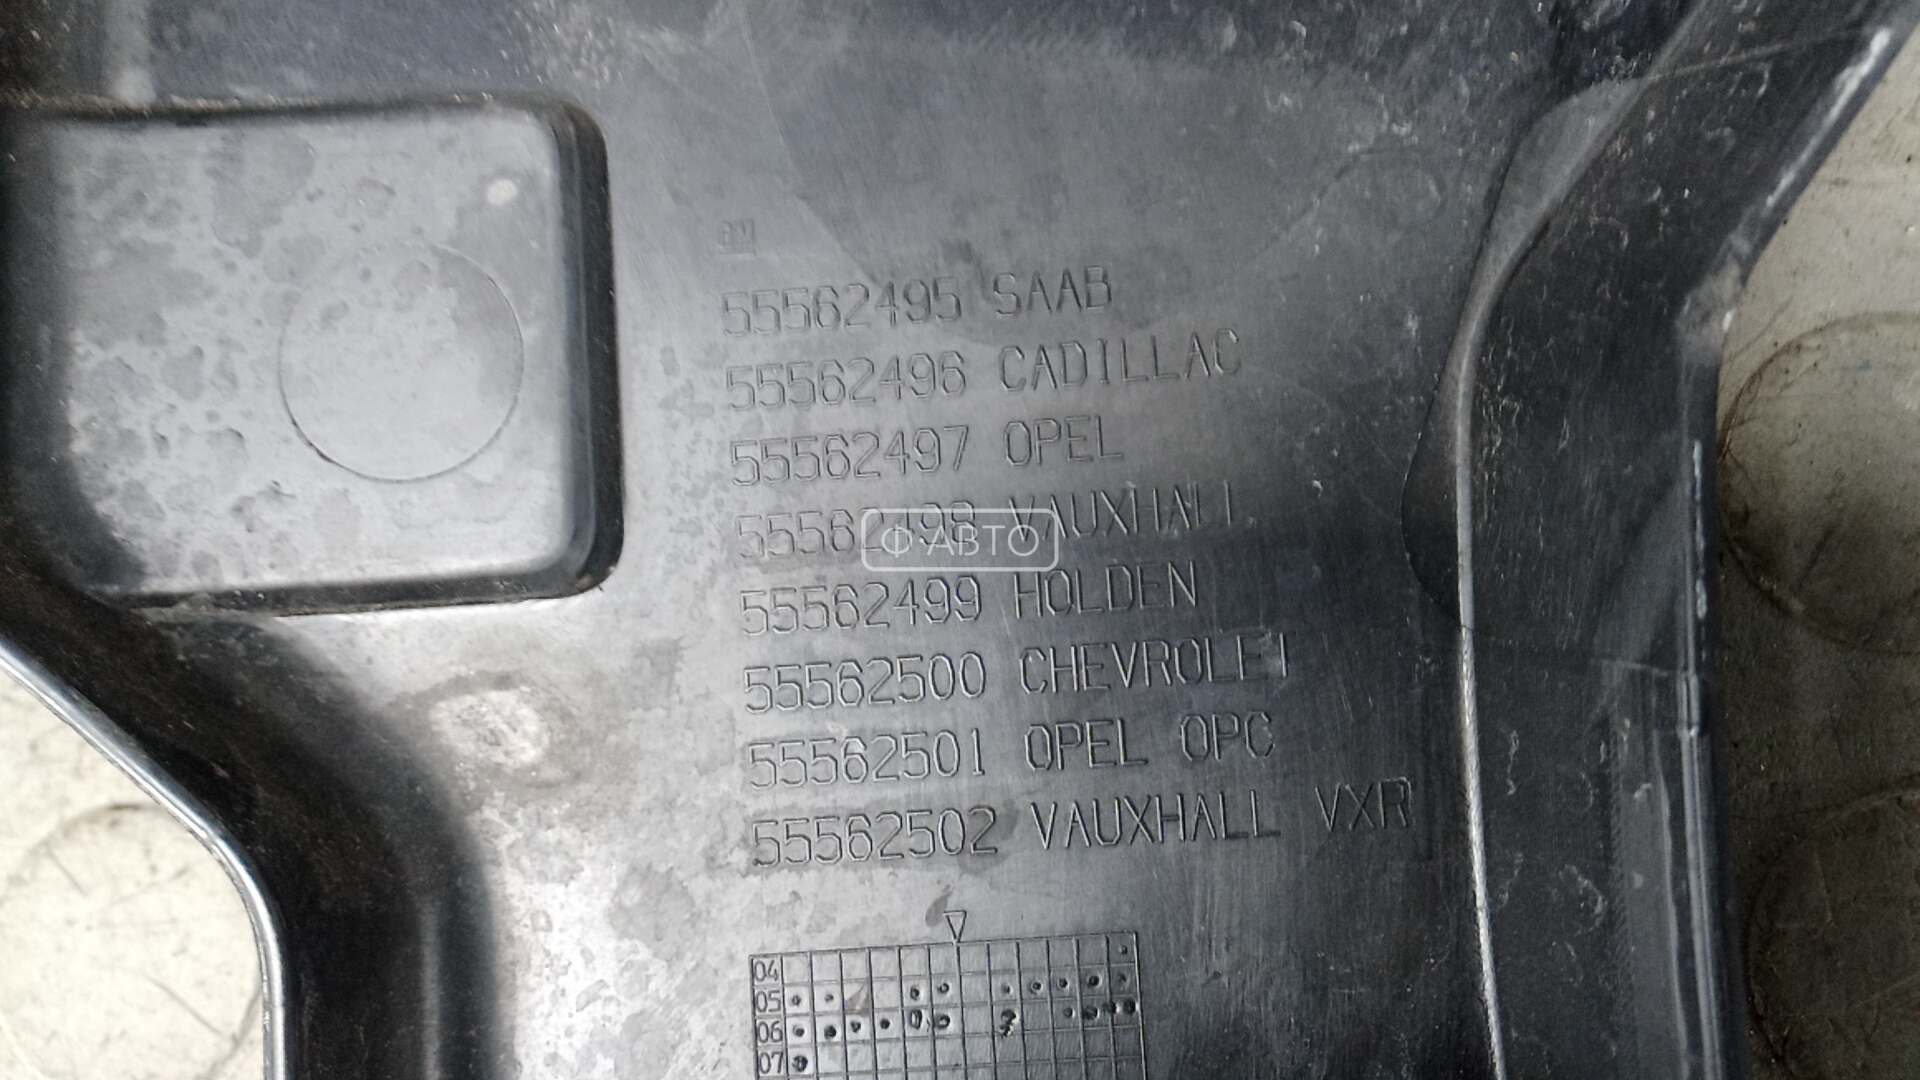 GM
55562495 SAAB
55562496 CADILLAC
55562497 OPEL
55562498 VAUXHALL
Ф АВТО
55562499 HOLDEN
55562500 CHEVROLET
55562501 OPEL OPC
55562502 VAUXHALL VXR
04
05
06
07